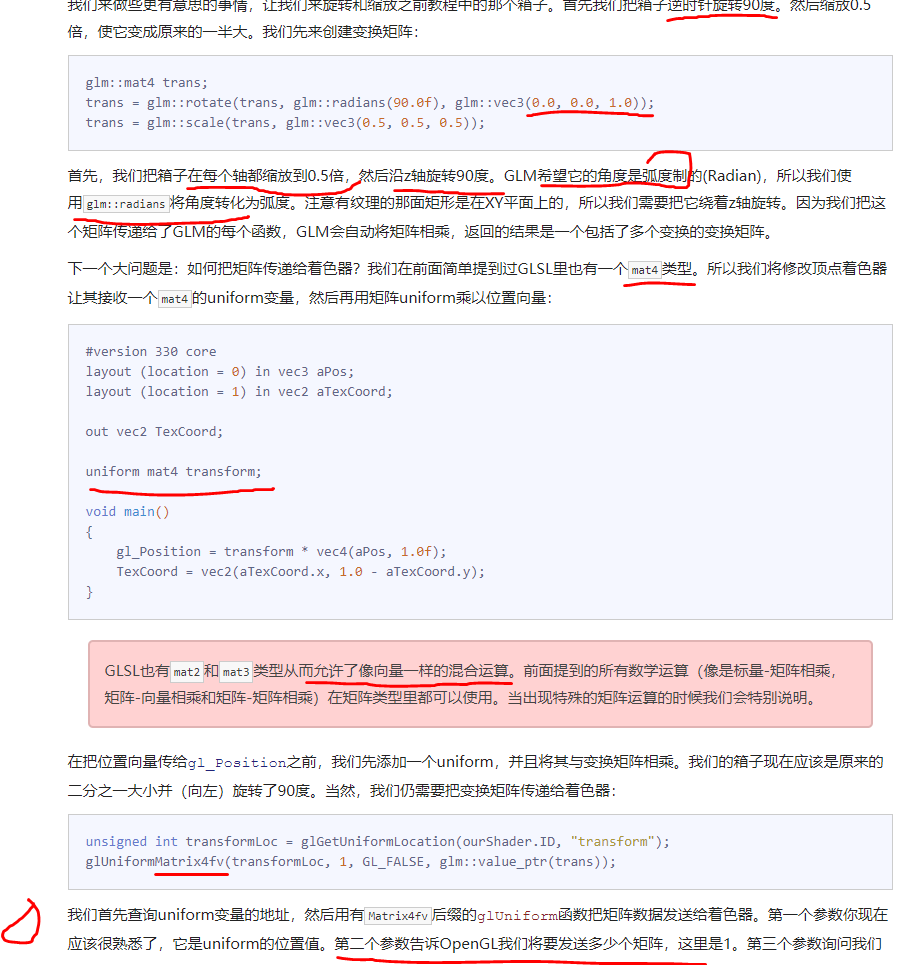 我们来做些更有意思的事情，让我们来旋转和缩放之前教程中的那个箱子。首先我们把箱子逆时针旋转90度。然后缩放0.5
倍，使它变成原来的一半大。我们先来创建变换矩阵：
glm::mat4 trans;
trans = glm::rotate(trans, glm::radians(90.0f), glm::vec3(0.0, 0.0, 1.0));
trans = glm::scale(trans, glm::vec3(0.5, 0.5, 0.5));
首先，我们把箱子在每个轴都缩放到0.5倍，然后沿z轴旋转90度。GLM希望它的角度是弧度制的(Radian)，所以我们使
用glm::radians将角度转化为弧度。注意有纹理的那面矩形是在XY平面上的，所以我们需要把它绕着z轴旋转。因为我们把这
个矩阵传递给了GLM的每个函数，GLM会自动将矩阵相乘，返回的结果是一个包括了多个变换的变换矩阵。
下一个大问题是：如何把矩阵传递给着色器？我们在前面简单提到过GLSL里也有一个mat4类型。所以我们将修改顶点着色器
让其接收一个mat4的uniform变量，然后再用矩阵uniform乘以位置向量：
#version 330 core
layout (location = 0) in vec3 aPos;
layout (location = 1) in vec2 aTexCoord;
out vec2 TexCoord;
uniform mat4 transform;
void main()
{
    gl_Position = transform * vec4(aPos, 1.0f);
    TexCoord = vec2(aTexCoord.x, 1.0 - aTexCoord.y);
}
GLSL也有mat2和mat3类型从而允许了像向量一样的混合运算。前面提到的所有数学运算（像是标量-矩阵相乘，
矩阵-向量相乘和矩阵-矩阵相乘）在矩阵类型里都可以使用。当出现特殊的矩阵运算的时候我们会特别说明。
在把位置向量传给gl_Position之前，我们先添加一个uniform，并且将其与变换矩阵相乘。我们的箱子现在应该是原来的
二分之一大小并（向左）旋转了90度。当然，我们仍需要把变换矩阵传递给着色器：
unsigned int transformLoc = glGetUniformLocation(ourShader.ID, "transform");
glUniformMatrix4fv(transformLoc, 1, GL_FALSE, glm::value_ptr(trans));
我们首先查询uniform变量的地址，然后用有Matrix4fv后缀的glUniform函数把矩阵数据发送给着色器。第一个参数你现在
应该很熟悉了，它是uniform的位置值。第二个参数告诉OpenGL我们将要发送多少个矩阵，这里是1。第三个参数询问我们